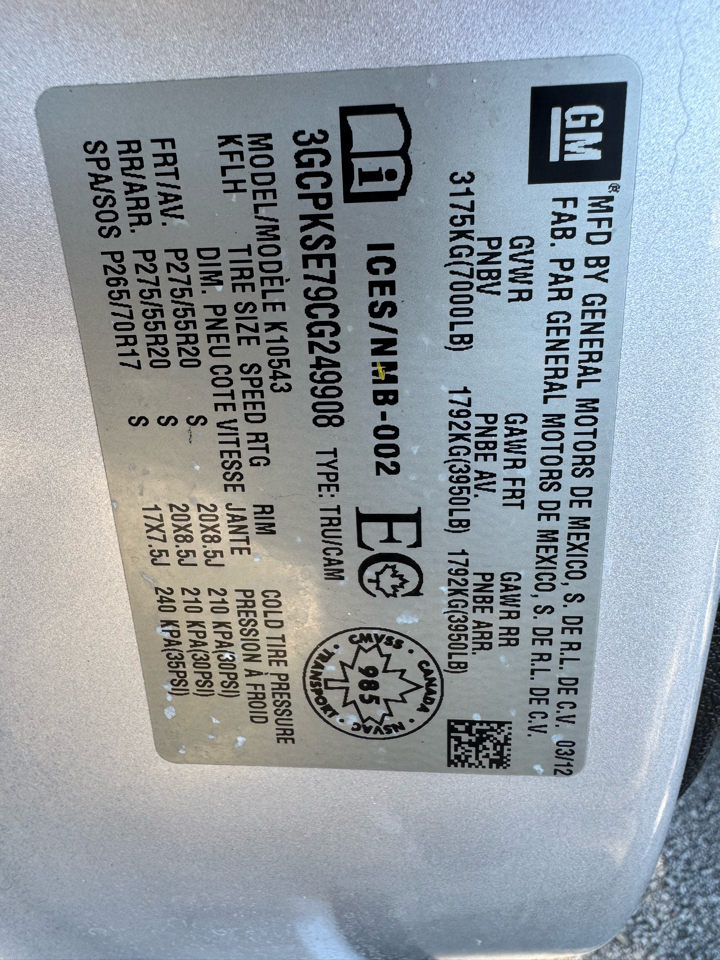 GM®
MFD BY GENERAL MOTORS DE MEXICO, S. DE R.L. DE C.V. 03/12
FAB. PAR GENERAL MOTORS DE MEXICO, S. DE R.L. DE C.V.
GVWR GAWR FRT GAWR RR
PNBV PNBE AV. PNBE ARR.
3175KG(7000LB) 1792KG(3950LB) 1792KG(3950LB)
i ICES/NMB-002 EC
CMVSS · CANADA · NSVAC · TRANSPORT ·
985
3GCPKSE79CG249908 TYPE: TRU/CAM
MODEL/MODÈLE K10543
KFLH TIRE SIZE SPEED RTG RIM COLD TIRE PRESSURE
DIM. PNEU COTE VITESSE JANTE PRESSION À FROID
FRT/AV. P275/55R20 S 20X8.5J 210 KPA(30PSI)
RR/ARR. P275/55R20 S 20X8.5J 210 KPA(30PSI)
SPA/SOS P265/70R17 S 17X7.5J 240 KPA(35PSI)